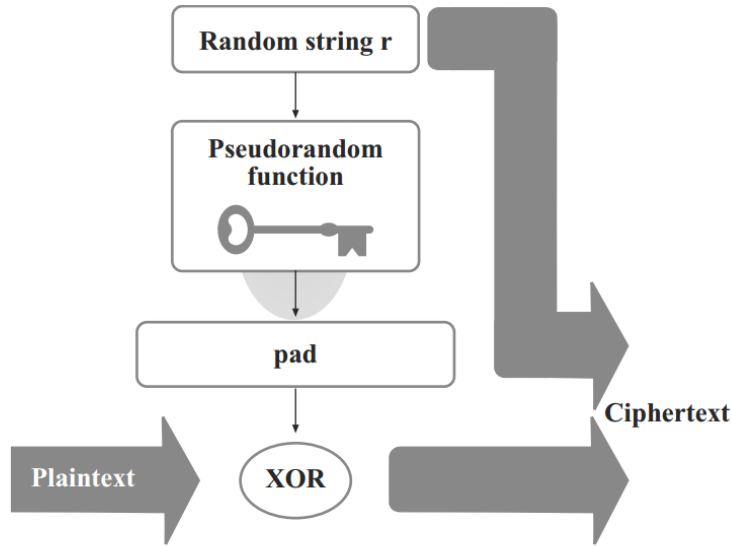 Random string r
Pseudorandom
function
pad
Ciphertext
Plaintext
XOR